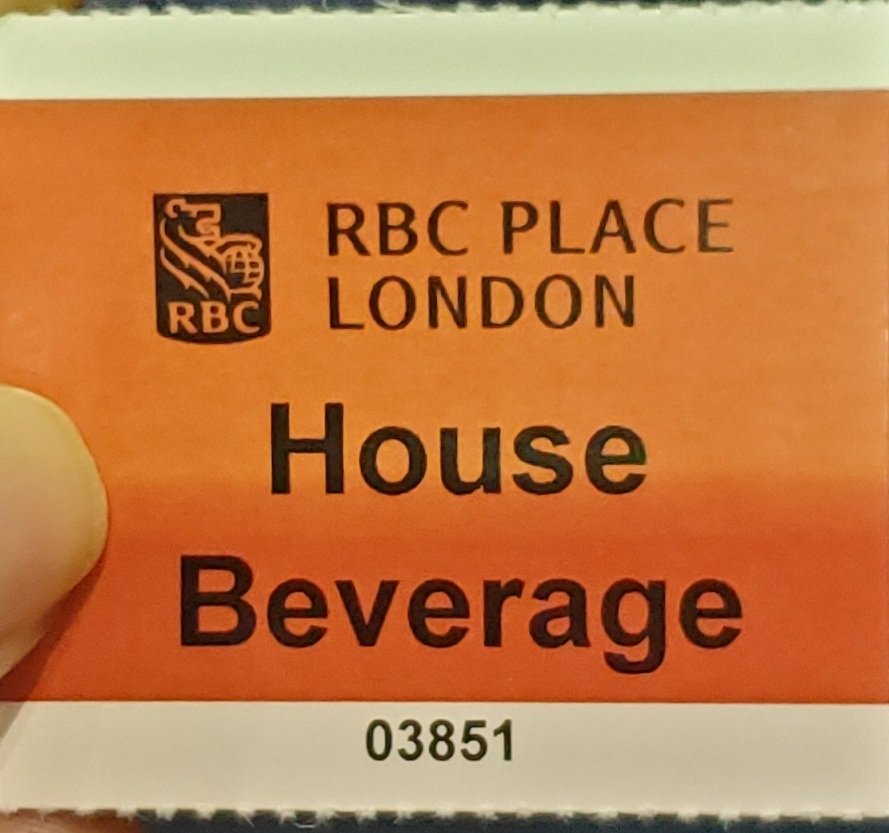 RBC
RBC PLACE
LONDON
House
Beverage
03851